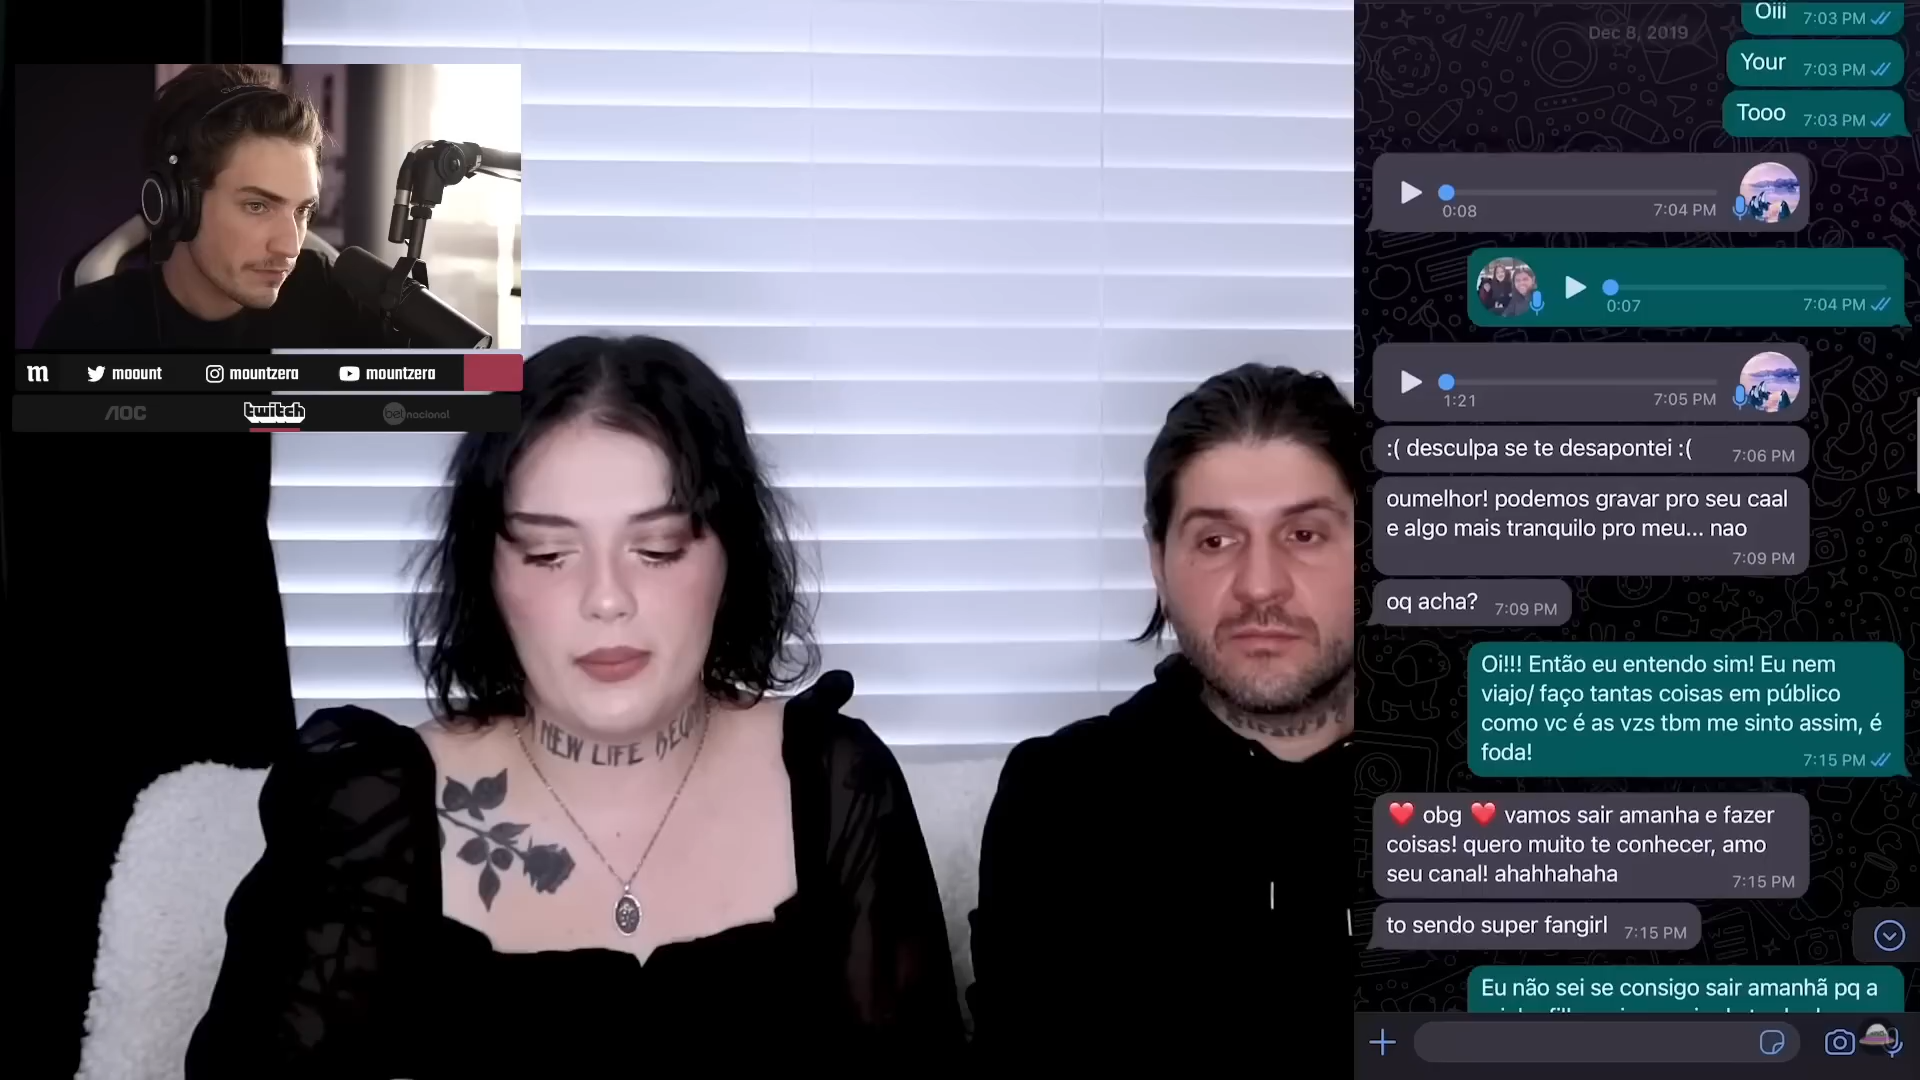 m moount mountzera mountzera
AOC twitch bet nacional
NEW LIFE
Oiii 7:03 PM
Dec 8, 2019
Your 7:03 PM
Tooo 7:03 PM
0:08 7:04 PM
0:07 7:04 PM
1:21 7:05 PM
:( desculpa se te desapontei :( 7:06 PM
oumelhor! podemos gravar pro seu caal
e algo mais tranquilo pro meu... nao
7:09 PM
oq acha? 7:09 PM
Oi!!! Então eu entendo sim! Eu nem
viajo/ faço tantas coisas em público
como vc é as vzs tbm me sinto assim, é
foda! 7:15 PM
❤️ obg ❤️ vamos sair amanha e fazer
coisas! quero muito te conhecer, amo
seu canal! ahahhahaha 7:15 PM
to sendo super fangirl 7:15 PM
Eu não sei se consigo sair amanhã pq a